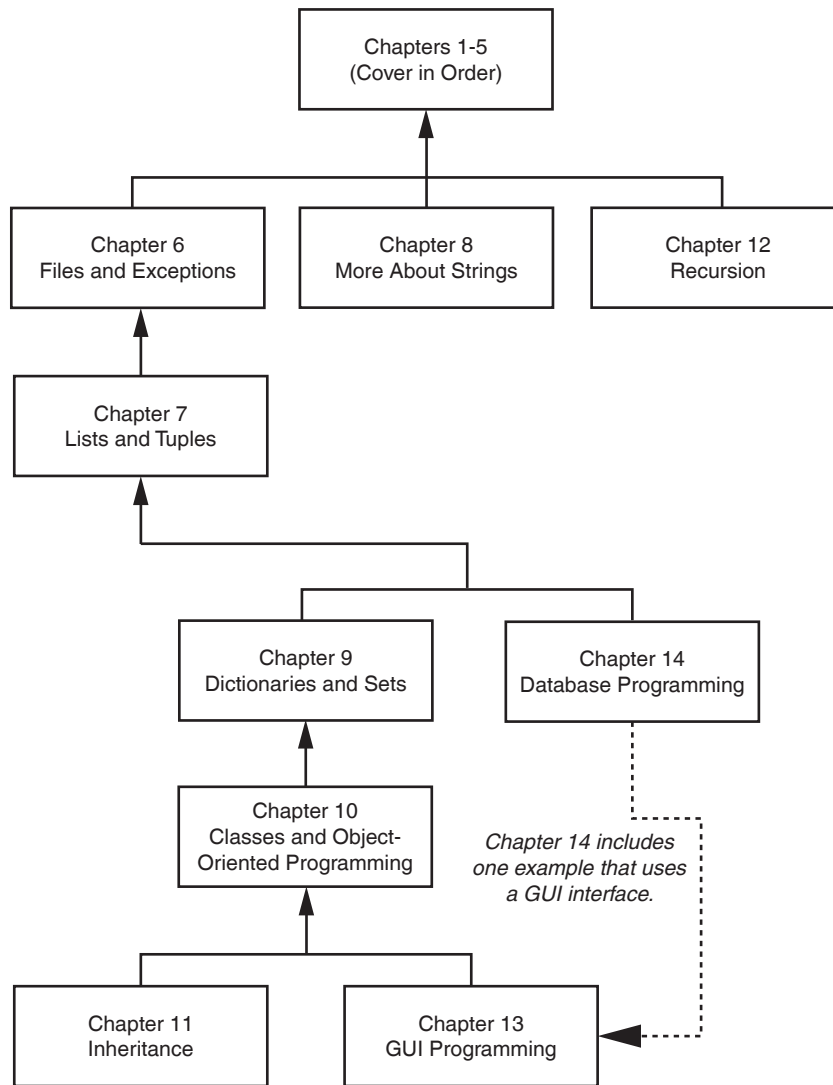 Chapters 1-5
(Cover in Order)
Chapter 6
Files and Exceptions
Chapter 8
More About Strings
Chapter 12
Recursion
Chapter 7
Lists and Tuples
Chapter 9
Dictionaries and Sets
Chapter 14
Database Programming
Chapter 10
Classes and Object-
Oriented Programming
Chapter 14 includes
one example that uses
a GUI interface.
Chapter 11
Inheritance
Chapter 13
GUI Programming